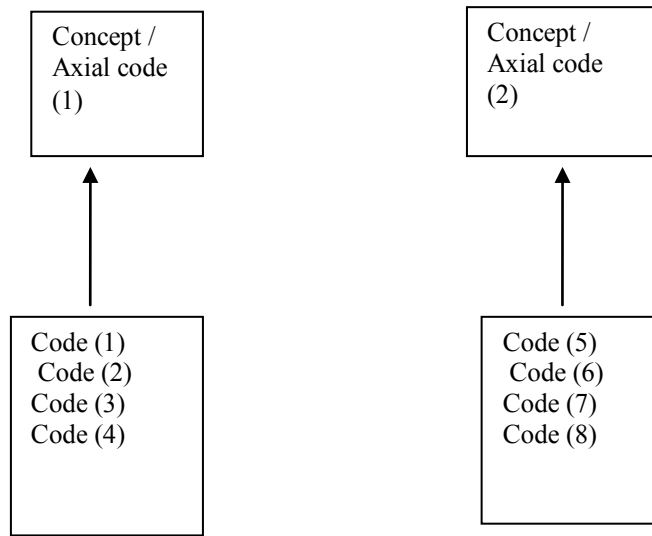 Concept /
Axial code
(1)
Concept /
Axial code
(2)
Code (1)
Code (2)
Code (3)
Code (4)
Code (5)
Code (6)
Code (7)
Code (8)